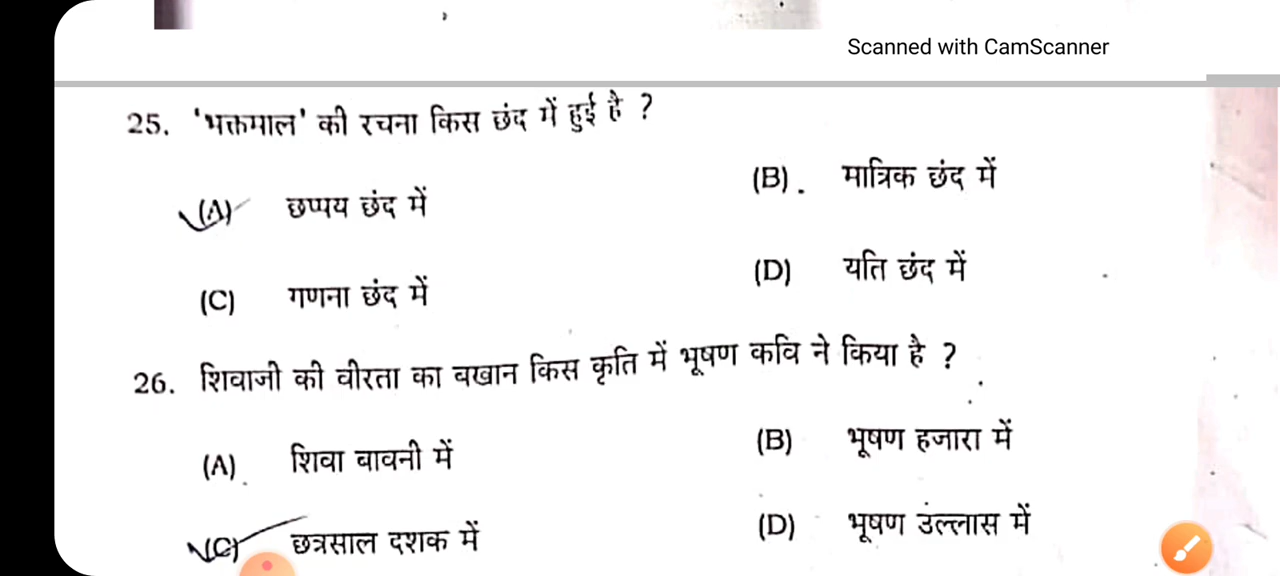 Scanned with CamScanner
25. 'भक्तमाल' की रचना किस छंद में हुई है ?
(A) छप्पय छंद में
(B) . मात्रिक छंद में
(C) गणना छंद में
(D) यति छंद में
26. शिवाजी की वीरता का बखान किस कृति में भूषण कवि ने किया है ?
(A) शिवा बावनी में
(B) भूषण हजारा में
(C) छत्रसाल दशक में
(D) भूषण उल्लास में